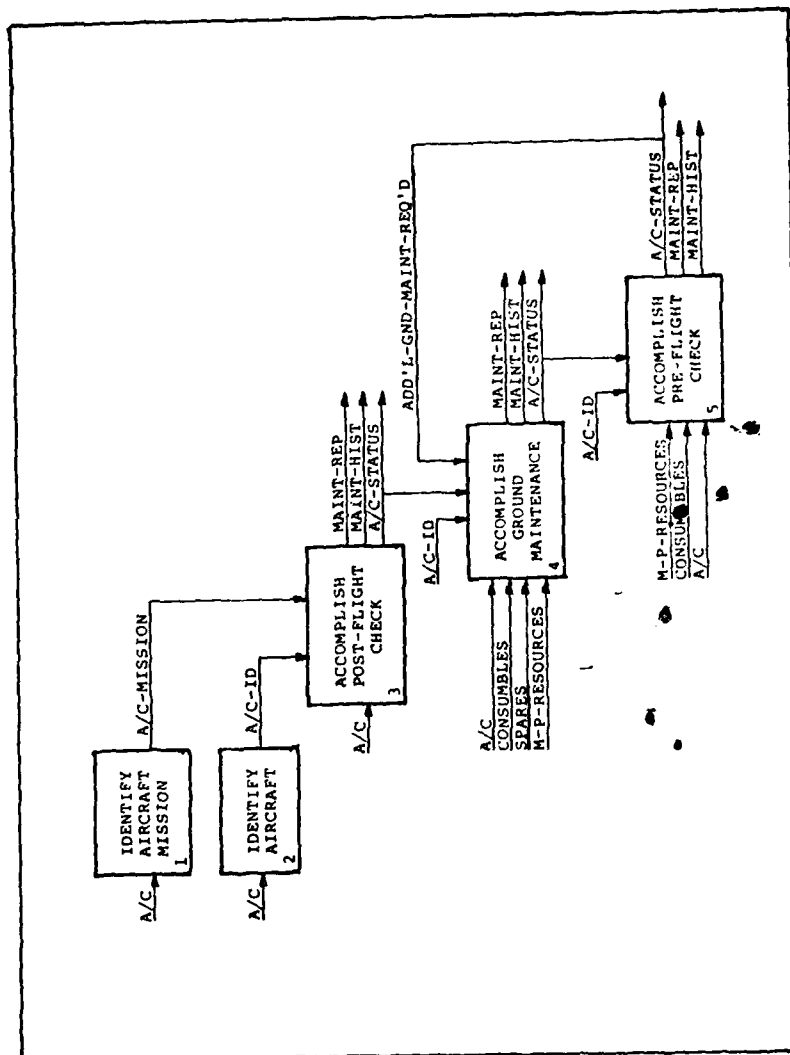 A/C
IDENTIFY
AIRCRAFT
MISSION
1
A/C-MISSION
A/C
IDENTIFY
AIRCRAFT
2
A/C-ID
A/C
ACCOMPLISH
POST-FLIGHT
CHECK
3
MAINT-REP
MAINT-HIST
A/C-STATUS
ADD'L-GND-MAINT-REQ'D
A/C-ID
A/C
CONSUMBLES
SPARES
M-P-RESOURCES
ACCOMPLISH
GROUND
MAINTENANCE
4
MAINT-REP
MAINT-HIST
A/C-STATUS
A/C-ID
M-P-RESOURCES
CONSUMABLES
A/C
ACCOMPLISH
PRE-FLIGHT
CHECK
5
A/C-STATUS
MAINT-REP
MAINT-HIST